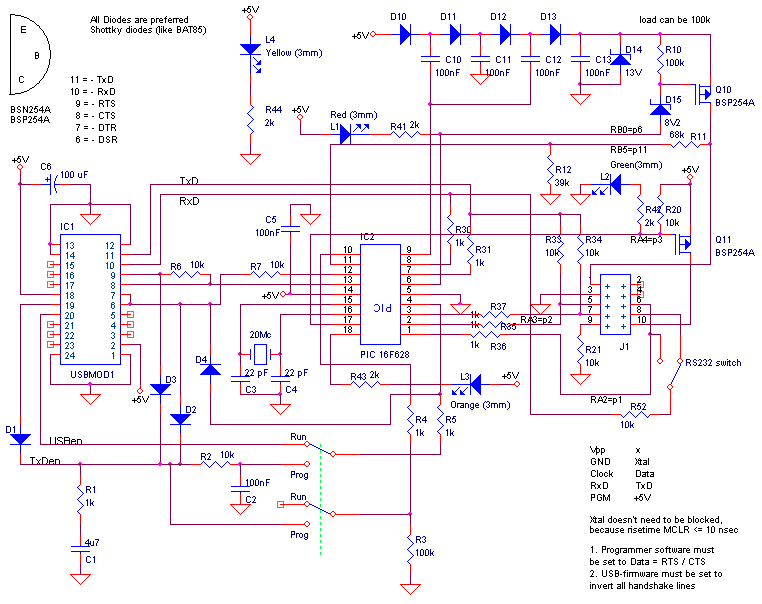 E
B
C
BSN254A
BSP254A
All Diodes are preferred
Shottky diodes (like BAT85)
11 = - TxD
10 = - RxD
9 = - RTS
8 = - CTS
7 = - DTR
6 = - DSR
+5V
L4
Yellow (3mm)
R44
2k
+5V
Red (3mm)
L1
R41 2k
+5V
D10
D11
D12
D13
C10
100nF
C11
100nF
C12
100nF
C13
100nF
D14
13V
load can be 100k
R10
100k
Q10
BSP254A
D15
8V2
RB0=p6
RB5=p11
68k R11
R12
39k
L2
Green(3mm)
+5V
R42
2k
R20
10k
RA4=p3
Q11
BSP254A
+5V
C6
+
100 uF
TxD
RxD
IC1
13
14
15
16
17
18
19
20
21
22
23
24
12
11
10
9
8
7
6
5
4
3
2
1
USBMOD1
+5V
R6 10k
R7 10k
C5
100nF
+5V
IC2
10
11
12
13
14
15
16
17
18
9
8
7
6
5
4
3
2
1
PIC
PIC 16F628
R30
1k
R31
1k
R33
10k
R34
10k
1k R37
1k R35
1k R36
RA3=p2
1
3
5
7
9
2
4
6
8
10
+ +
+ +
+ +
+ +
+ +
J1
R21
10k
RS232 switch
RA2=p1
R52
10k
20Mc
22 pF
C3
22 pF
C4
D4
D3
D2
D1
R43 2k
L3
+5V
Orange (3mm)
R4
1k
R5
1k
USBen
TxDen
R1
1k
4u7
C1
R2 10k
100nF
C2
Run
Prog
Run
Prog
R3
100k
Vpp x
GND Xtal
Clock Data
RxD TxD
PGM +5V
Xtal doesn't need to be blocked,
because risetime MCLR <= 10 nsec
1. Programmer software must
be set to Data = RTS / CTS
2. USB-firmware must be set to
invert all handshake lines